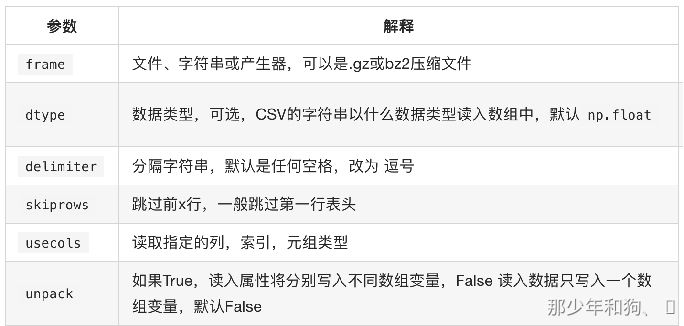 参数 解释
frame 文件、字符串或产生器，可以是.gz或bz2压缩文件
dtype 数据类型，可选，CSV的字符串以什么数据类型读入数组中，默认 np.float
delimiter 分隔字符串，默认是任何空格，改为 逗号
skiprows 跳过前x行，一般跳过第一行表头
usecols 读取指定的列，索引，元组类型
unpack 如果True，读入属性将分别写入不同数组变量，False 读入数据只写入一个数
组变量，默认False
那少年和狗、